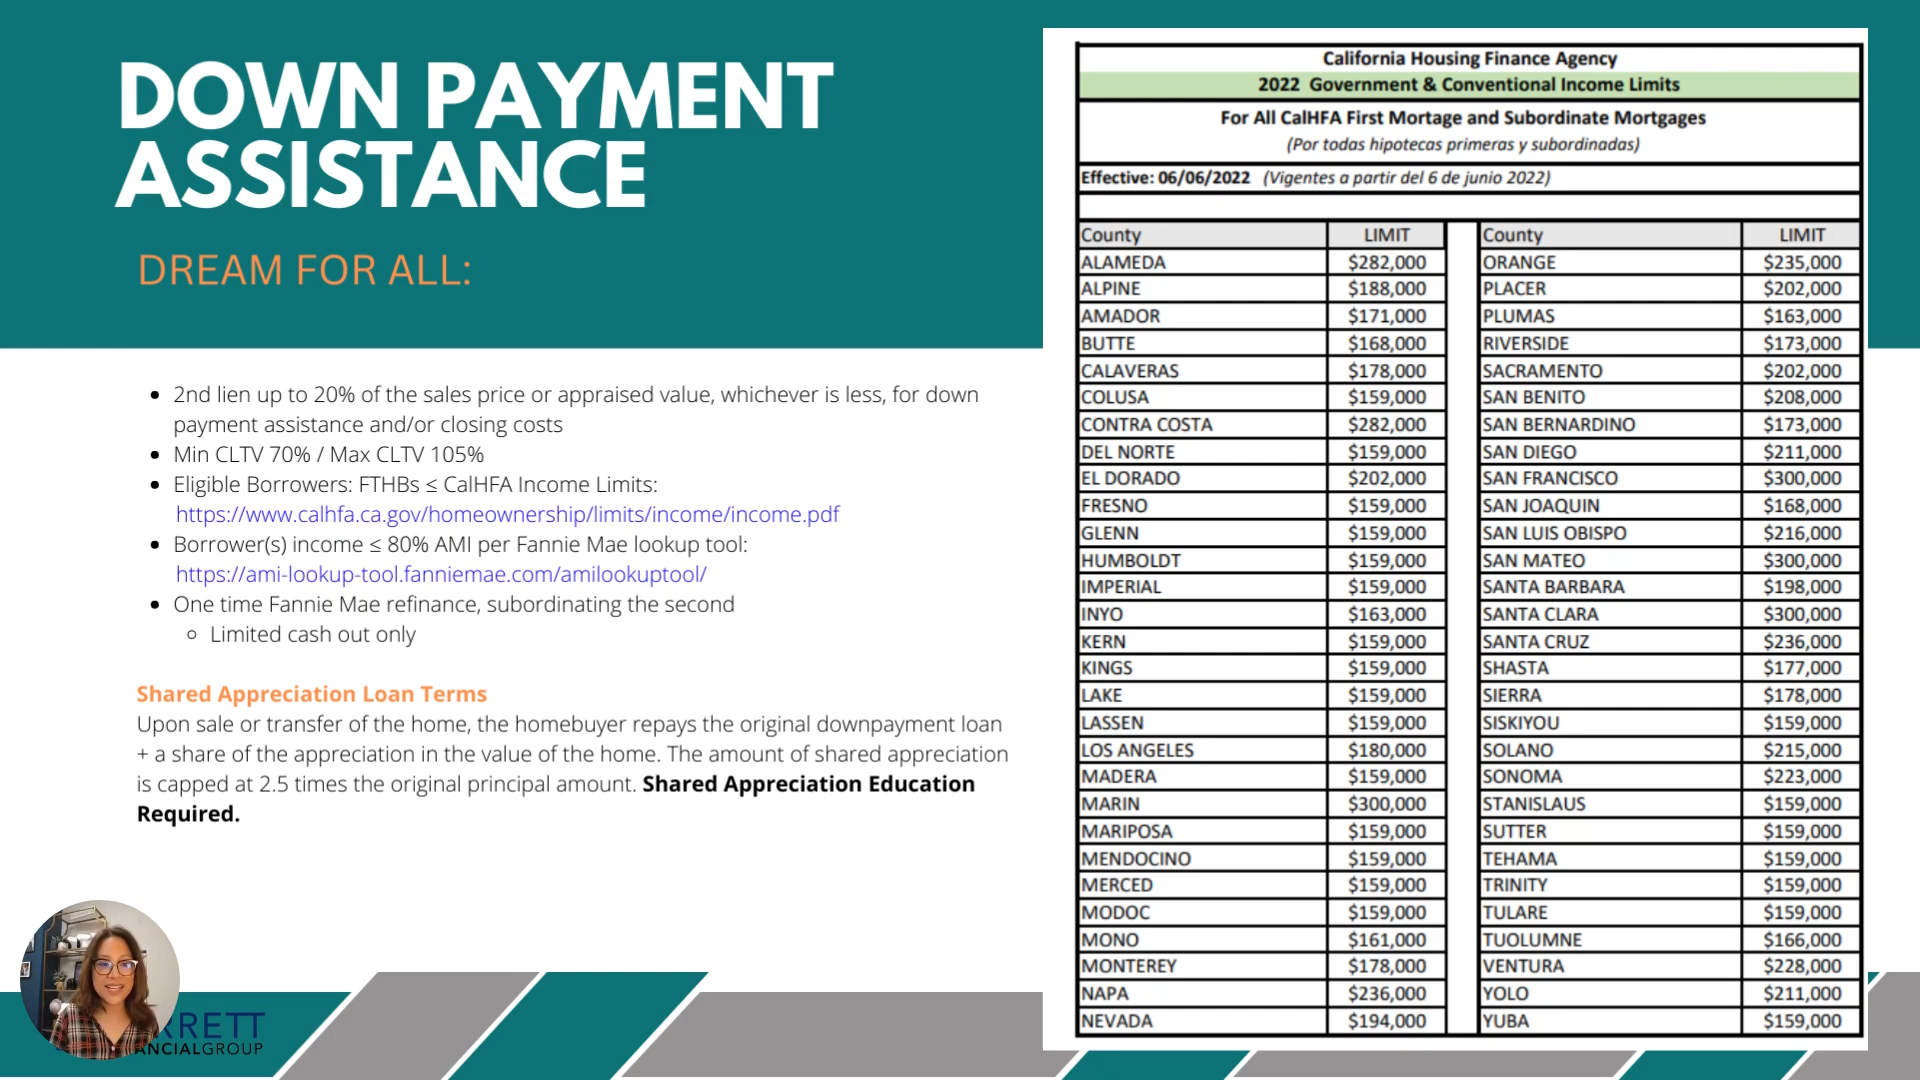 DOWN PAYMENT
ASSISTANCE
DREAM FOR ALL:
• 2nd lien up to 20% of the sales price or appraised value, whichever is less, for down
payment assistance and/or closing costs
• Min CLTV 70% / Max CLTV 105%
• Eligible Borrowers: FTHBs ≤ CalHFA Income Limits:
https://www.calhfa.ca.gov/homeownership/limits/income/income.pdf
• Borrower(s) income ≤ 80% AMI per Fannie Mae lookup tool:
https://ami-lookup-tool.fanniemae.com/amilookuptool/
• One time Fannie Mae refinance, subordinating the second
○ Limited cash out only
Shared Appreciation Loan Terms
Upon sale or transfer of the home, the homebuyer repays the original downpayment loan
+ a share of the appreciation in the value of the home. The amount of shared appreciation
is capped at 2.5 times the original principal amount. Shared Appreciation Education
Required.
RRETT
ANCIALGROUP
California Housing Finance Agency
2022 Government & Conventional Income Limits
For All CalHFA First Mortage and Subordinate Mortgages
(Por todas hipotecas primeras y subordinadas)
Effective: 06/06/2022 (Vigentes a partir del 6 de junio 2022)
County LIMIT County LIMIT
ALAMEDA $282,000 ORANGE $235,000
ALPINE $188,000 PLACER $202,000
AMADOR $171,000 PLUMAS $163,000
BUTTE $168,000 RIVERSIDE $173,000
CALAVERAS $178,000 SACRAMENTO $202,000
COLUSA $159,000 SAN BENITO $208,000
CONTRA COSTA $282,000 SAN BERNARDINO $173,000
DEL NORTE $159,000 SAN DIEGO $211,000
EL DORADO $202,000 SAN FRANCISCO $300,000
FRESNO $159,000 SAN JOAQUIN $168,000
GLENN $159,000 SAN LUIS OBISPO $216,000
HUMBOLDT $159,000 SAN MATEO $300,000
IMPERIAL $159,000 SANTA BARBARA $198,000
INYO $163,000 SANTA CLARA $300,000
KERN $159,000 SANTA CRUZ $236,000
KINGS $159,000 SHASTA $177,000
LAKE $159,000 SIERRA $178,000
LASSEN $159,000 SISKIYOU $159,000
LOS ANGELES $180,000 SOLANO $215,000
MADERA $159,000 SONOMA $223,000
MARIN $300,000 STANISLAUS $159,000
MARIPOSA $159,000 SUTTER $159,000
MENDOCINO $159,000 TEHAMA $159,000
MERCED $159,000 TRINITY $159,000
MODOC $159,000 TULARE $159,000
MONO $161,000 TUOLUMNE $166,000
MONTEREY $178,000 VENTURA $228,000
NAPA $236,000 YOLO $211,000
NEVADA $194,000 YUBA $159,000